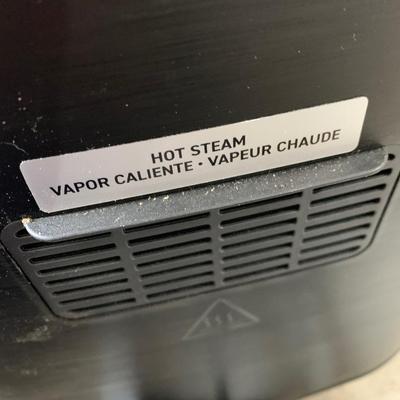 HOT STEAM
VAPOR CALIENTE • VAPEUR CHAUDE